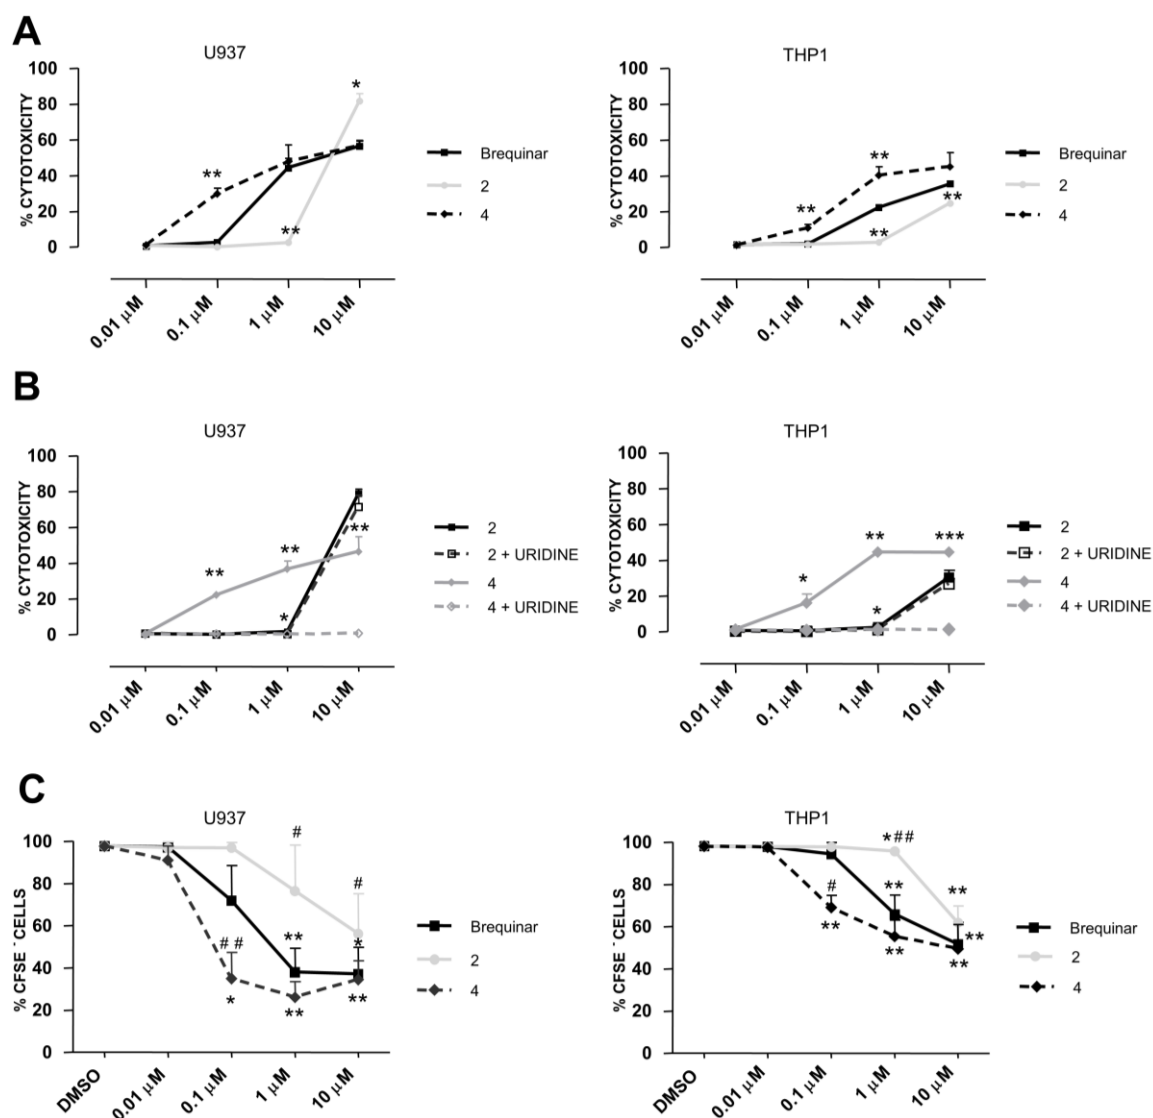 A
U937
% CYTOTOXICITY
100
80
60
40
20
0
**
**
*
0.01 µM
0.1 µM
1 µM
10 µM
Brequinar
2
4
THP1
% CYTOTOXICITY
100
80
60
40
20
0
**
**
**
**
0.01 µM
0.1 µM
1 µM
10 µM
Brequinar
2
4
B
U937
% CYTOTOXICITY
100
80
60
40
20
0
**
**
*
**
0.01 µM
0.1 µM
1 µM
10 µM
2
2 + URIDINE
4
4 + URIDINE
THP1
% CYTOTOXICITY
100
80
60
40
20
0
*
**
*
***
0.01 µM
0.1 µM
1 µM
10 µM
2
2 + URIDINE
4
4 + URIDINE
C
U937
% CFSE⁻ CELLS
100
80
60
40
20
0
##
*
#
**
**
#
*
**
DMSO
0.01 µM
0.1 µM
1 µM
10 µM
Brequinar
2
4
THP1
% CFSE⁻ CELLS
100
80
60
40
20
0
#
**
*##
**
**
**
**
**
DMSO
0.01 µM
0.1 µM
1 µM
10 µM
Brequinar
2
4